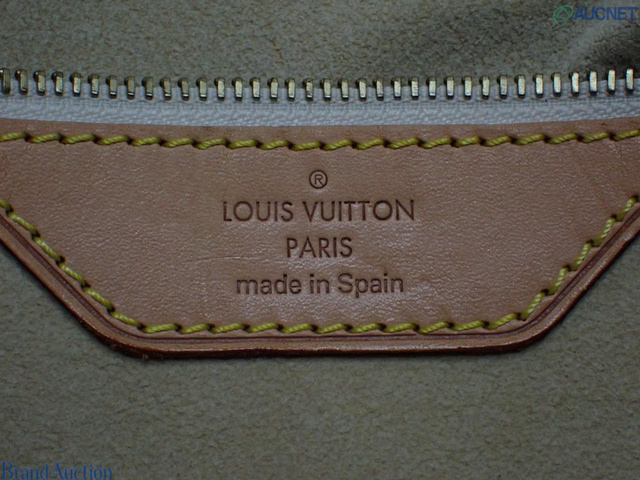 AUCNET
®
LOUIS VUITTON
PARIS
made in Spain
Brand Auction